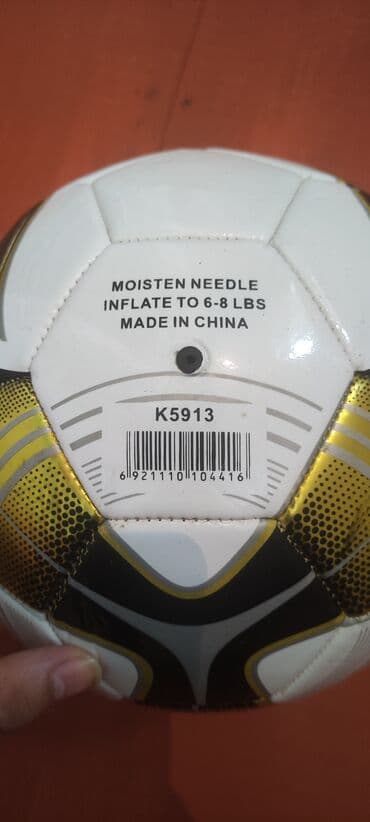 MOISTEN NEEDLE
INFLATE TO 6-8 LBS
MADE IN CHINA
K5913
6 921110 104416